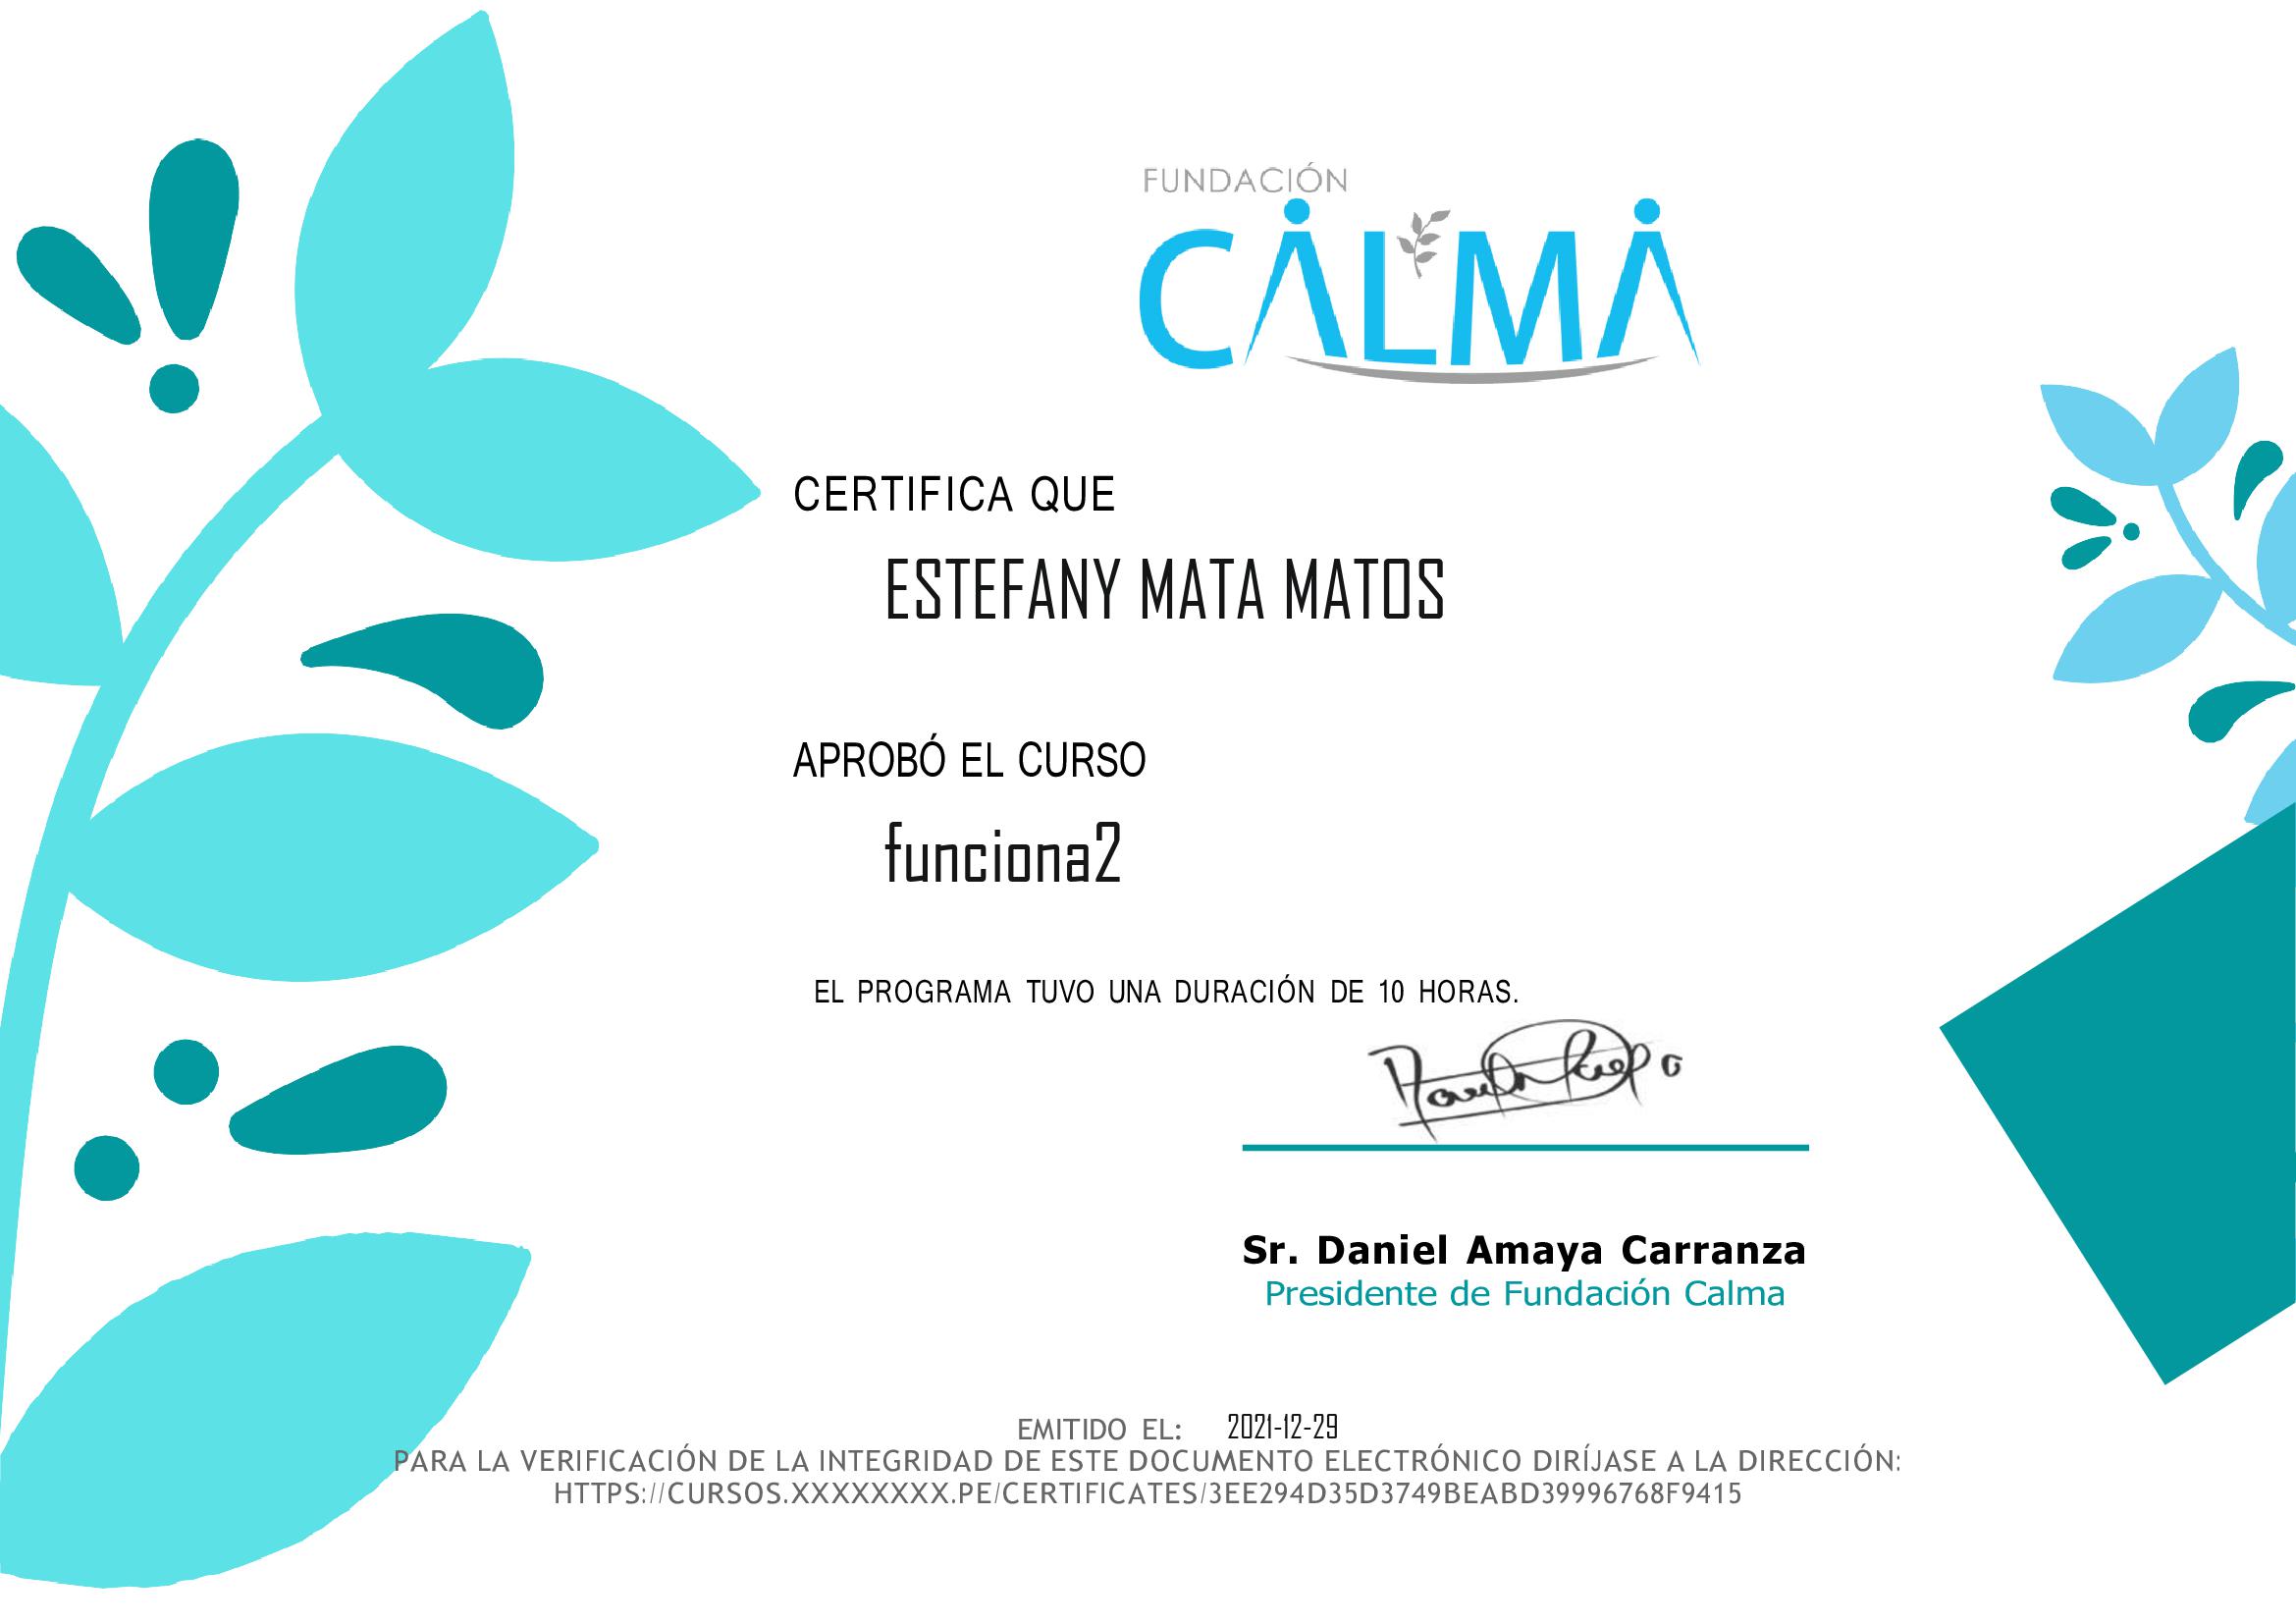 FUNDACIÓN
CALMA
CERTIFICA QUE
ESTEFANY MATA MATOS
APROBÓ EL CURSO
funciona2
EL PROGRAMA TUVO UNA DURACIÓN DE 10 HORAS.
Sr. Daniel Amaya Carranza
Presidente de Fundación Calma
EMITIDO EL: 2021-12-29
PARA LA VERIFICACIÓN DE LA INTEGRIDAD DE ESTE DOCUMENTO ELECTRÓNICO DIRÍJASE A LA DIRECCIÓN:
HTTPS://CURSOS.XXXXXXXX.PE/CERTIFICATES/3EE294D35D3749BEABD39996768F9415